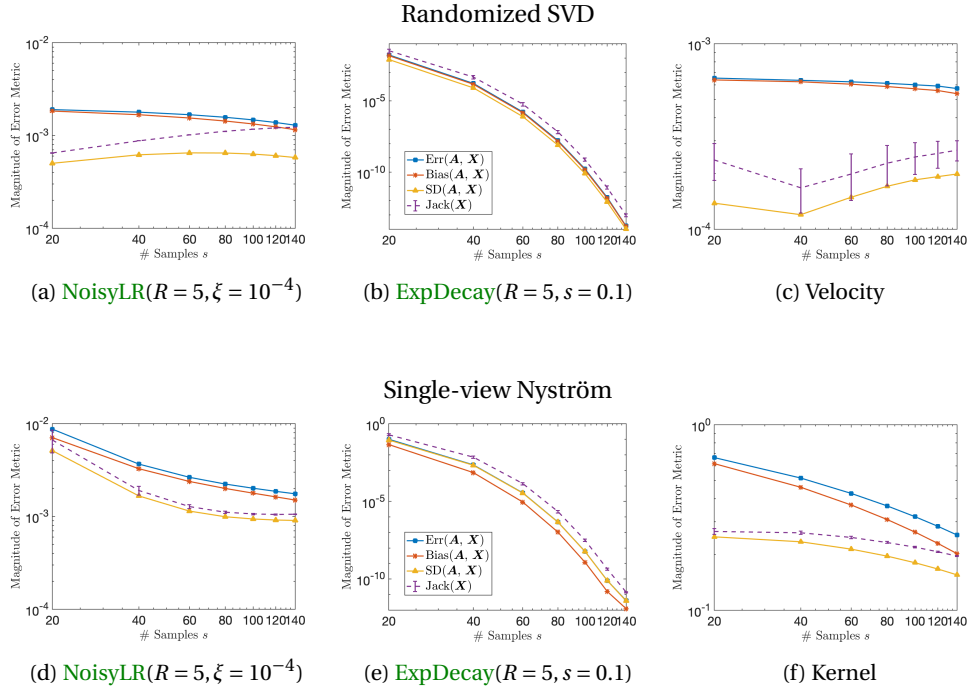 Randomized SVD
Magnitude of Error Metric
10⁻²
10⁻³
10⁻⁴
20 40 60 80 100 120 140
# Samples s
(a) NoisyLR(R = 5, ξ = 10⁻⁴)
Magnitude of Error Metric
10⁻⁵
10⁻¹⁰
Err(A, X)
Bias(A, X)
SD(A, X)
Jack(X)
20 40 60 80 100 120 140
# Samples s
(b) ExpDecay(R = 5, s = 0.1)
Magnitude of Error Metric
10⁻³
10⁻⁴
20 40 60 80 100 120 140
# Samples s
(c) Velocity
Single-view Nyström
Magnitude of Error Metric
10⁻²
10⁻³
10⁻⁴
20 40 60 80 100 120 140
# Samples s
(d) NoisyLR(R = 5, ξ = 10⁻⁴)
Magnitude of Error Metric
10⁰
10⁻⁵
10⁻¹⁰
Err(A, X)
Bias(A, X)
SD(A, X)
Jack(X)
20 40 60 80 100 120 140
# Samples s
(e) ExpDecay(R = 5, s = 0.1)
Magnitude of Error Metric
10⁰
10⁻¹
20 40 60 80 100 120 140
# Samples s
(f) Kernel